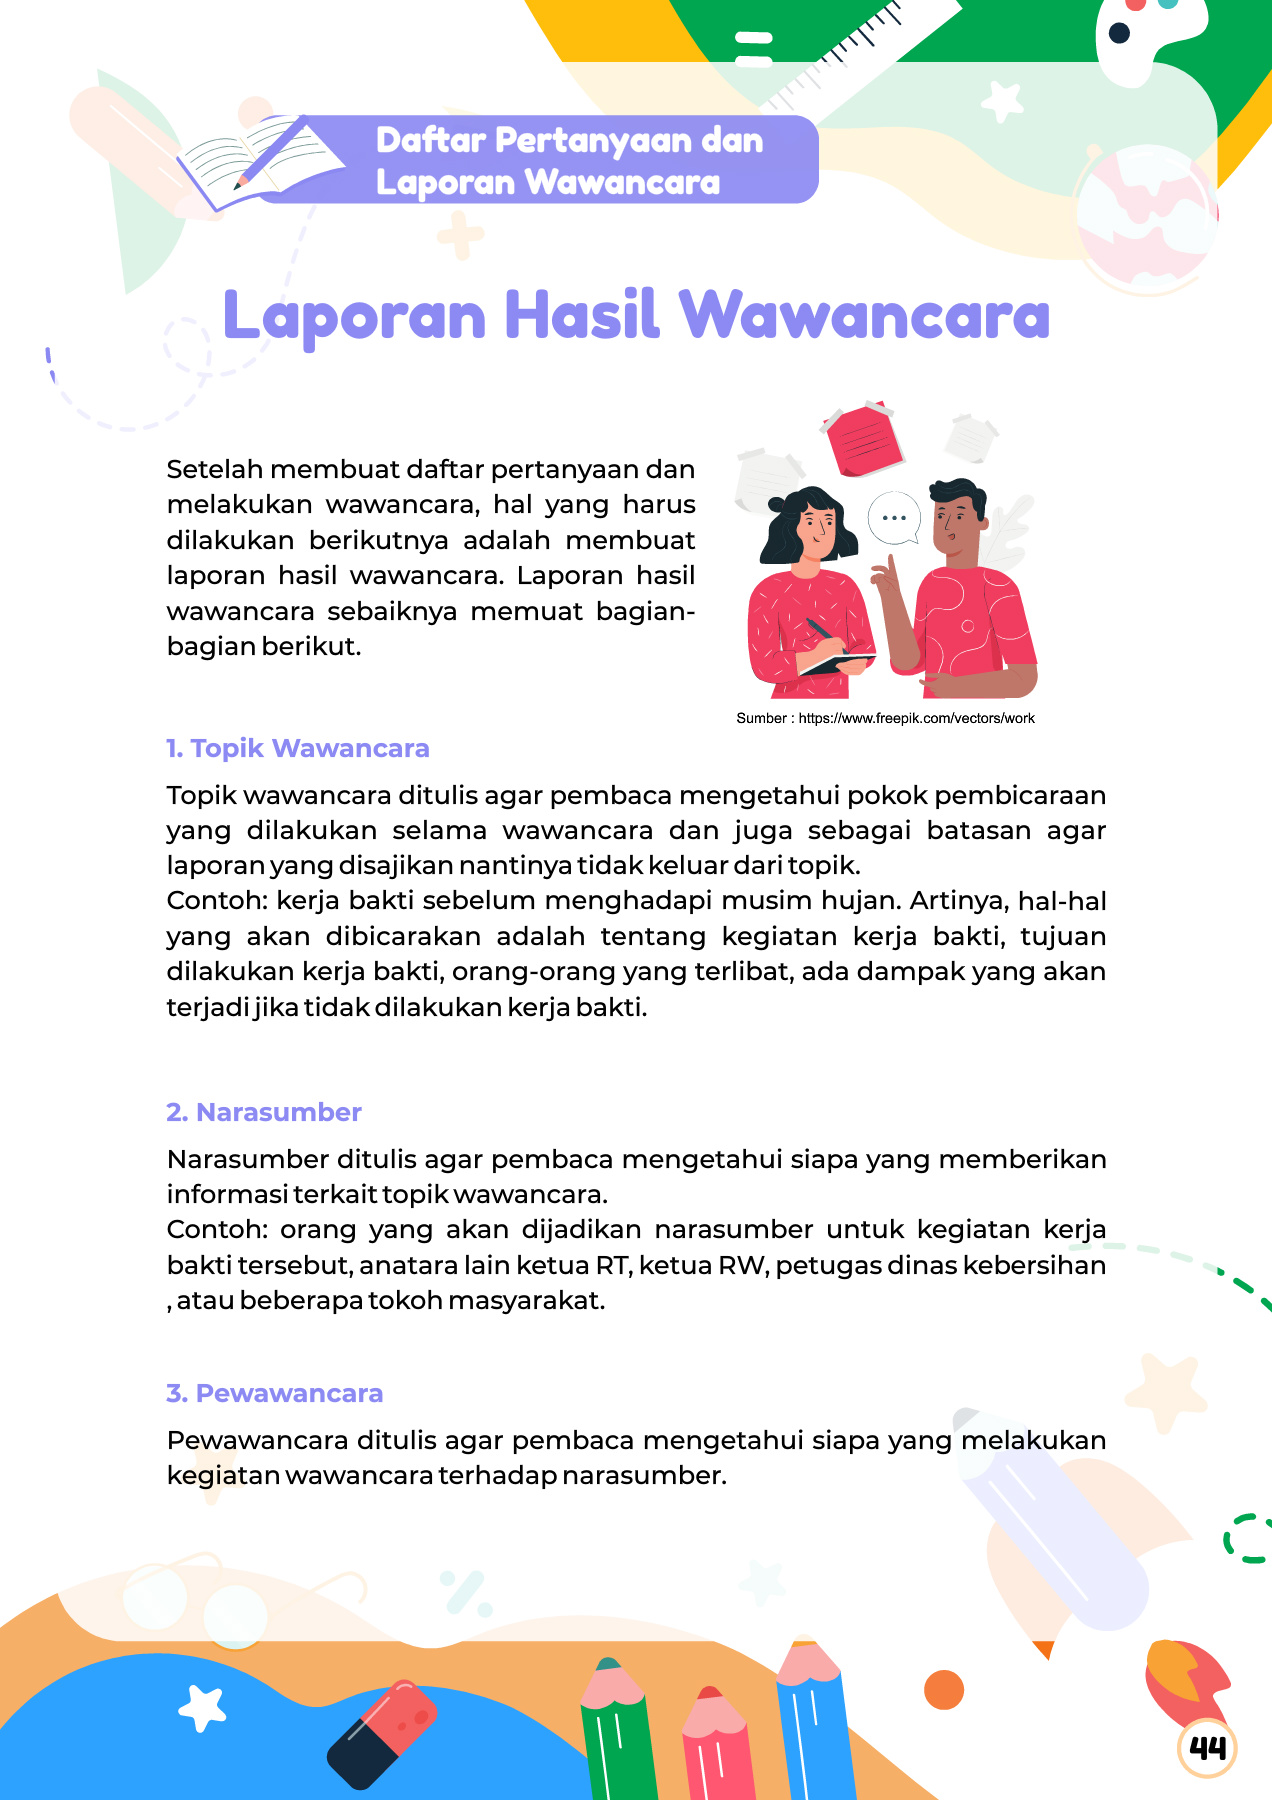 Daftar Pertanyaan dan
Laporan Wawancara
Laporan Hasil Wawancara
Setelah membuat daftar pertanyaan dan
melakukan wawancara, hal yang harus
dilakukan berikutnya adalah membuat
laporan hasil wawancara. Laporan hasil
wawancara sebaiknya memuat bagian-
bagian berikut.
Sumber : https://www.freepik.com/vectors/work
1. Topik Wawancara
Topik wawancara ditulis agar pembaca mengetahui pokok pembicaraan
yang dilakukan selama wawancara dan juga sebagai batasan agar
laporan yang disajikan nantinya tidak keluar dari topik.
Contoh: kerja bakti sebelum menghadapi musim hujan. Artinya, hal-hal
yang akan dibicarakan adalah tentang kegiatan kerja bakti, tujuan
dilakukan kerja bakti, orang-orang yang terlibat, ada dampak yang akan
terjadi jika tidak dilakukan kerja bakti.
2. Narasumber
Narasumber ditulis agar pembaca mengetahui siapa yang memberikan
informasi terkait topik wawancara.
Contoh: orang yang akan dijadikan narasumber untuk kegiatan kerja
bakti tersebut, anatara lain ketua RT, ketua RW, petugas dinas kebersihan
, atau beberapa tokoh masyarakat.
3. Pewawancara
Pewawancara ditulis agar pembaca mengetahui siapa yang melakukan
kegiatan wawancara terhadap narasumber.
44